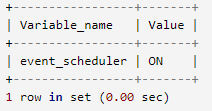 +-----------------+-------+
| Variable_name   | Value |
+-----------------+-------+
| event_scheduler | ON    |
+-----------------+-------+
1 row in set (0.00 sec)